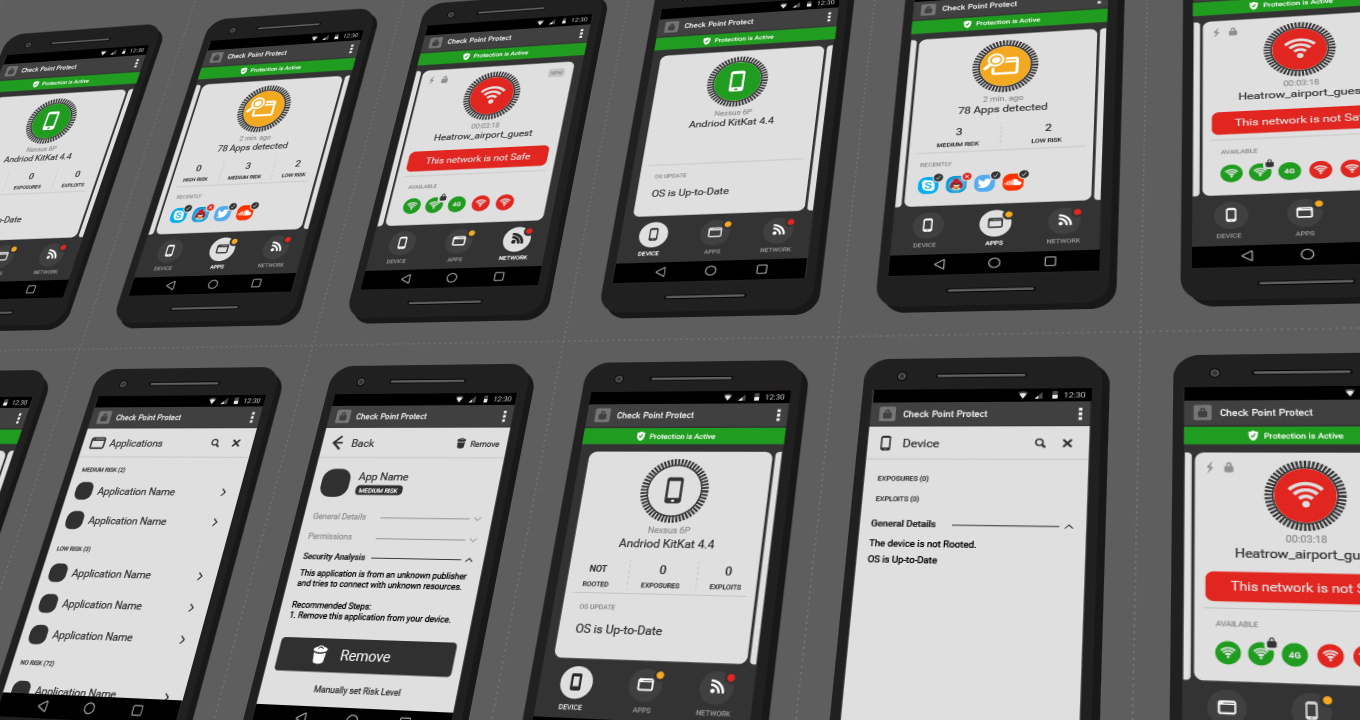 12:30
Check Point Protect
Protection is Active
Nexsus 6P
Andriod KitKat 4.4
0 0
EXPOSURES EXPLOITS
NETWORK
12:30
Check Point Protect
Protection is Active
2 min. ago
78 Apps detected
0 3 2
HIGH RISK MEDIUM RISK LOW RISK
RECENTLY
DEVICE APPS NETWORK
12:30
Check Point Protect
Protection is Active
VPN
00:03:18
Heatrow_airport_guest
This network is not Safe
AVAILABLE
4G
DEVICE APPS NETWORK
12:30
Check Point Protect
Protection is Active
Nexsus 6P
Andriod KitKat 4.4
OS UPDATE
OS is Up-to-Date
DEVICE APPS NETWORK
Check Point Protect
Protection is Active
2 min. ago
78 Apps detected
3 2
MEDIUM RISK LOW RISK
RECENTLY
DEVICE APPS NETWORK
Protection is Active
00:03:18
Heatrow_airport_gues
This network is not Saf
AVAILABLE
4G
DEVICE APPS
12:30
12:30
Check Point Protect
Applications
MEDIUM RISK (2)
Application Name
Application Name
LOW RISK (3)
Application Name
Application Name
Application Name
NO RISK (72)
Application Name
12:30
Check Point Protect
Back Remove
App Name
MEDIUM RISK
General Details
Permissions
Security Analysis
This application is from an unknown publisher
and tries to connect with unknown resources.
Recommended Steps:
1. Remove this application from your device.
Remove
Manually set Risk Level
12:30
Check Point Protect
Protection is Active
Nexsus 6P
Andriod KitKat 4.4
NOT 0 0
ROOTED EXPOSURES EXPLOITS
OS UPDATE
OS is Up-to-Date
DEVICE APPS NETWORK
12:30
Check Point Protect
Device
EXPOSURES (0)
EXPLOITS (0)
General Details
The device is not Rooted.
OS is Up-to-Date
Check Point Protect
Protection is Active
00:03:18
Heatrow_airport_gu
This network is not S
AVAILABLE
4G